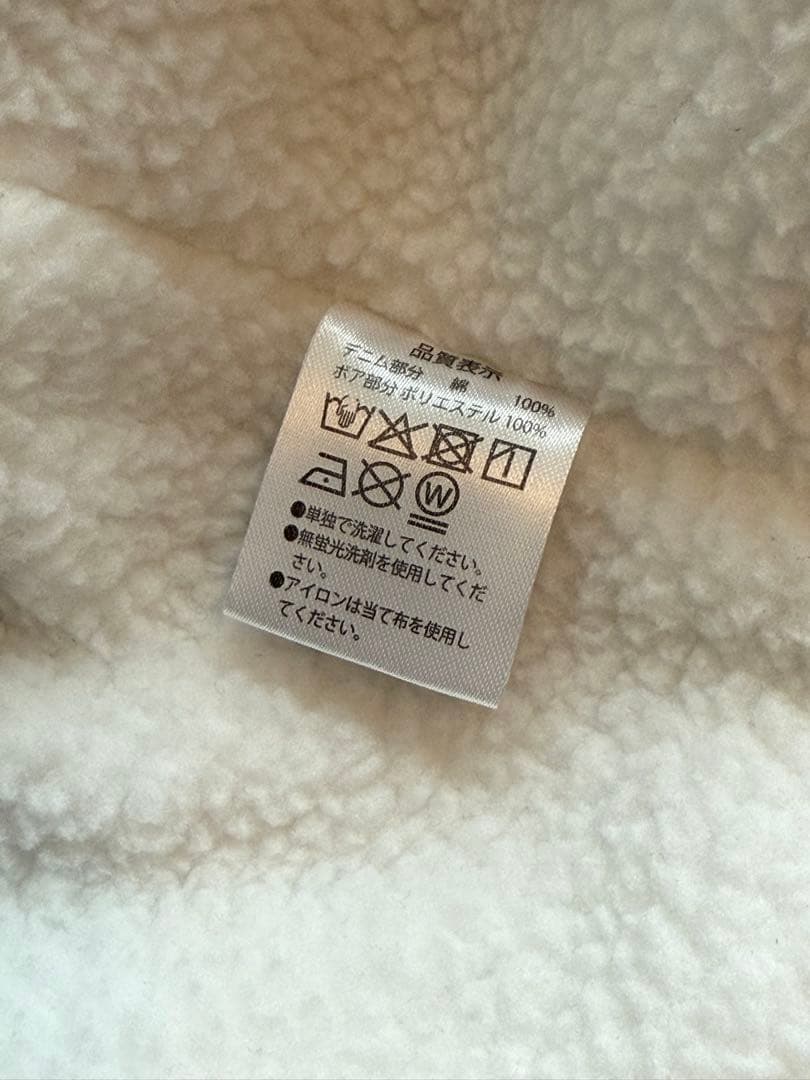 品質表示
デニム部分 綿 100%
ボア部分 ポリエステル 100%
W
●単独で洗濯してください。
●無蛍光洗剤を使用してくだ
さい。
●アイロンは当て布を使用し
てください。